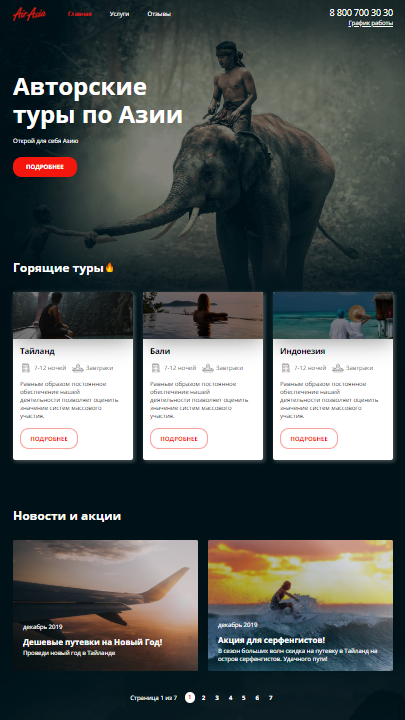 AirAsia
Главная Услуги Отзывы
8 800 700 30 30
График работы
Авторские
туры по Азии
Открой для себя Азию
ПОДРОБНЕЕ
Горящие туры
Тайланд
7-12 ночей Завтраки
Равным образом постоянное
обеспечение нашей
деятельности позволяет оценить
значение систем массового
участия.
ПОДРОБНЕЕ
Бали
7-12 ночей Завтраки
Равным образом постоянное
обеспечение нашей
деятельности позволяет оценить
значение систем массового
участия.
ПОДРОБНЕЕ
Индонезия
7-12 ночей Завтраки
Равным образом постоянное
обеспечение нашей
деятельности позволяет оценить
значение систем массового
участия.
ПОДРОБНЕЕ
Новости и акции
декабрь 2019
Дешевые путевки на Новый Год!
Проведи новый год в Тайланде
декабрь 2019
Акция для серфенгистов!
В сезон больших волн скидка на путевку в Тайланд на
остров серфенгистов. Удачного пути!
Страница 1 из 7 1 2 3 4 5 6 7